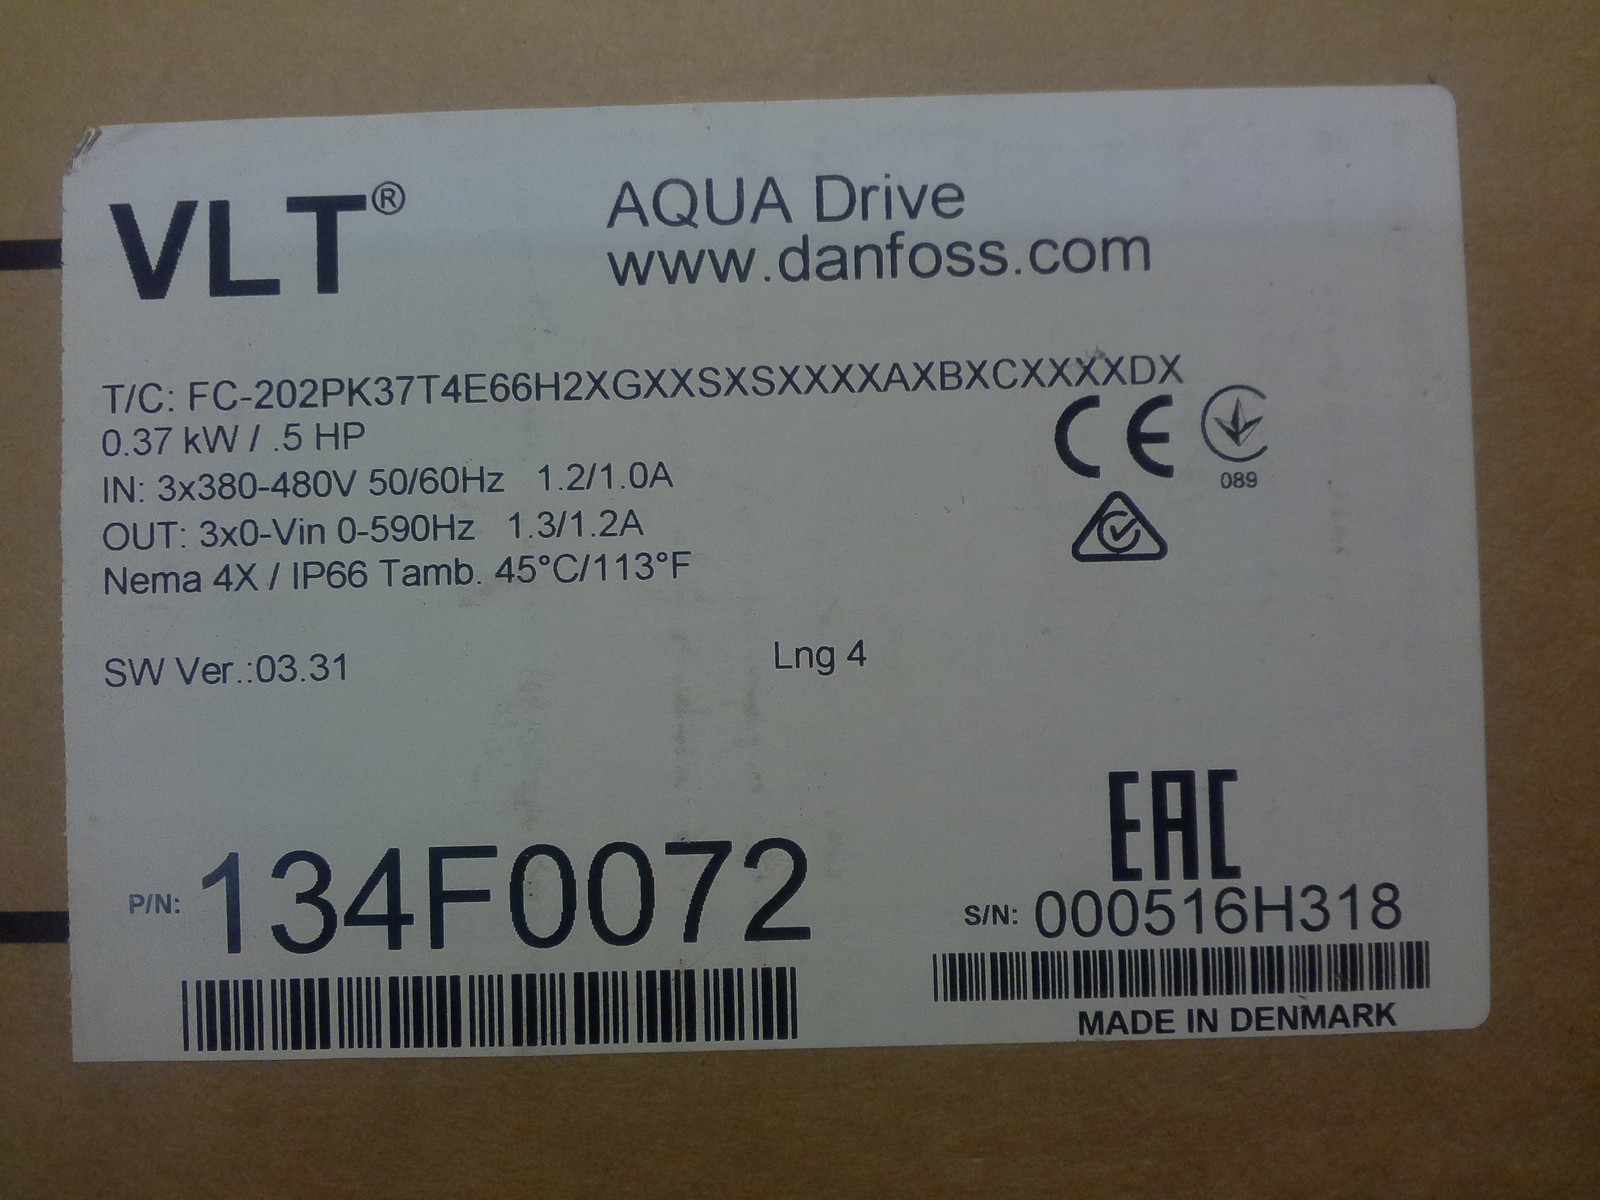 VLT®
AQUA Drive
www.danfoss.com
T/C: FC-202PK37T4E66H2XGXXSXSXXXXAXBXCXXXXDX
0.37 kW / .5 HP
IN: 3x380-480V 50/60Hz 1.2/1.0A
OUT: 3x0-Vin 0-590Hz 1.3/1.2A
Nema 4X / IP66 Tamb. 45°C/113°F
CE
089
SW Ver.:03.31
Lng 4
EAC
P/N: 134F0072
S/N: 000516H318
MADE IN DENMARK